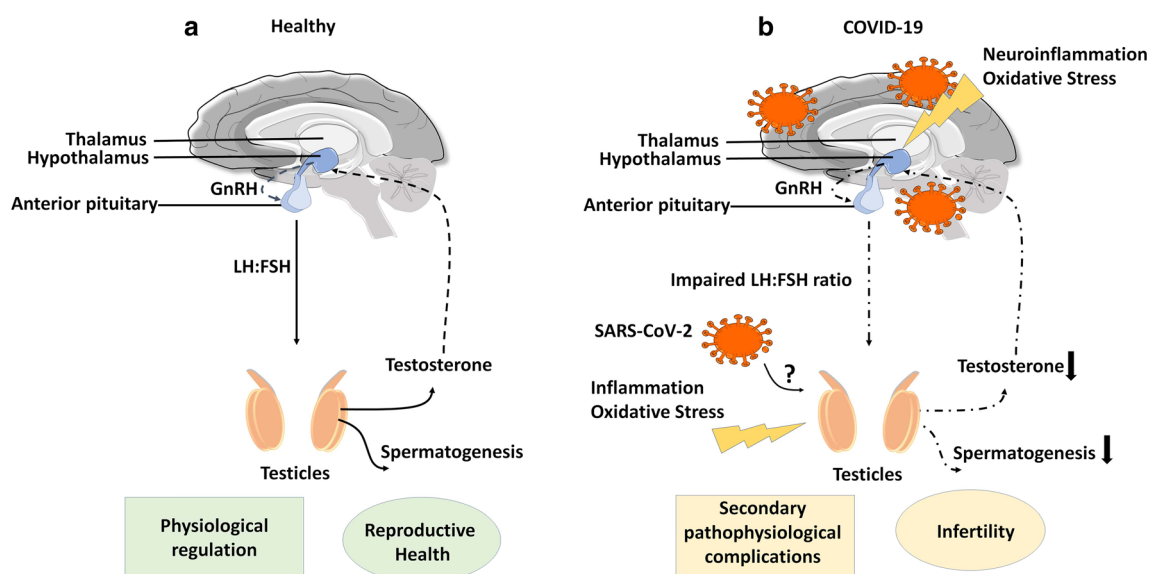 a
Healthy
Thalamus
Hypothalamus
GnRH
Anterior pituitary
LH:FSH
Testosterone
Spermatogenesis
Testicles
Physiological
regulation
Reproductive
Health
b
COVID-19
Neuroinflammation
Oxidative Stress
Thalamus
Hypothalamus
GnRH
Anterior pituitary
Impaired LH:FSH ratio
SARS-CoV-2
?
Inflammation
Oxidative Stress
Testosterone
Spermatogenesis
Testicles
Secondary
pathophysiological
complications
Infertility